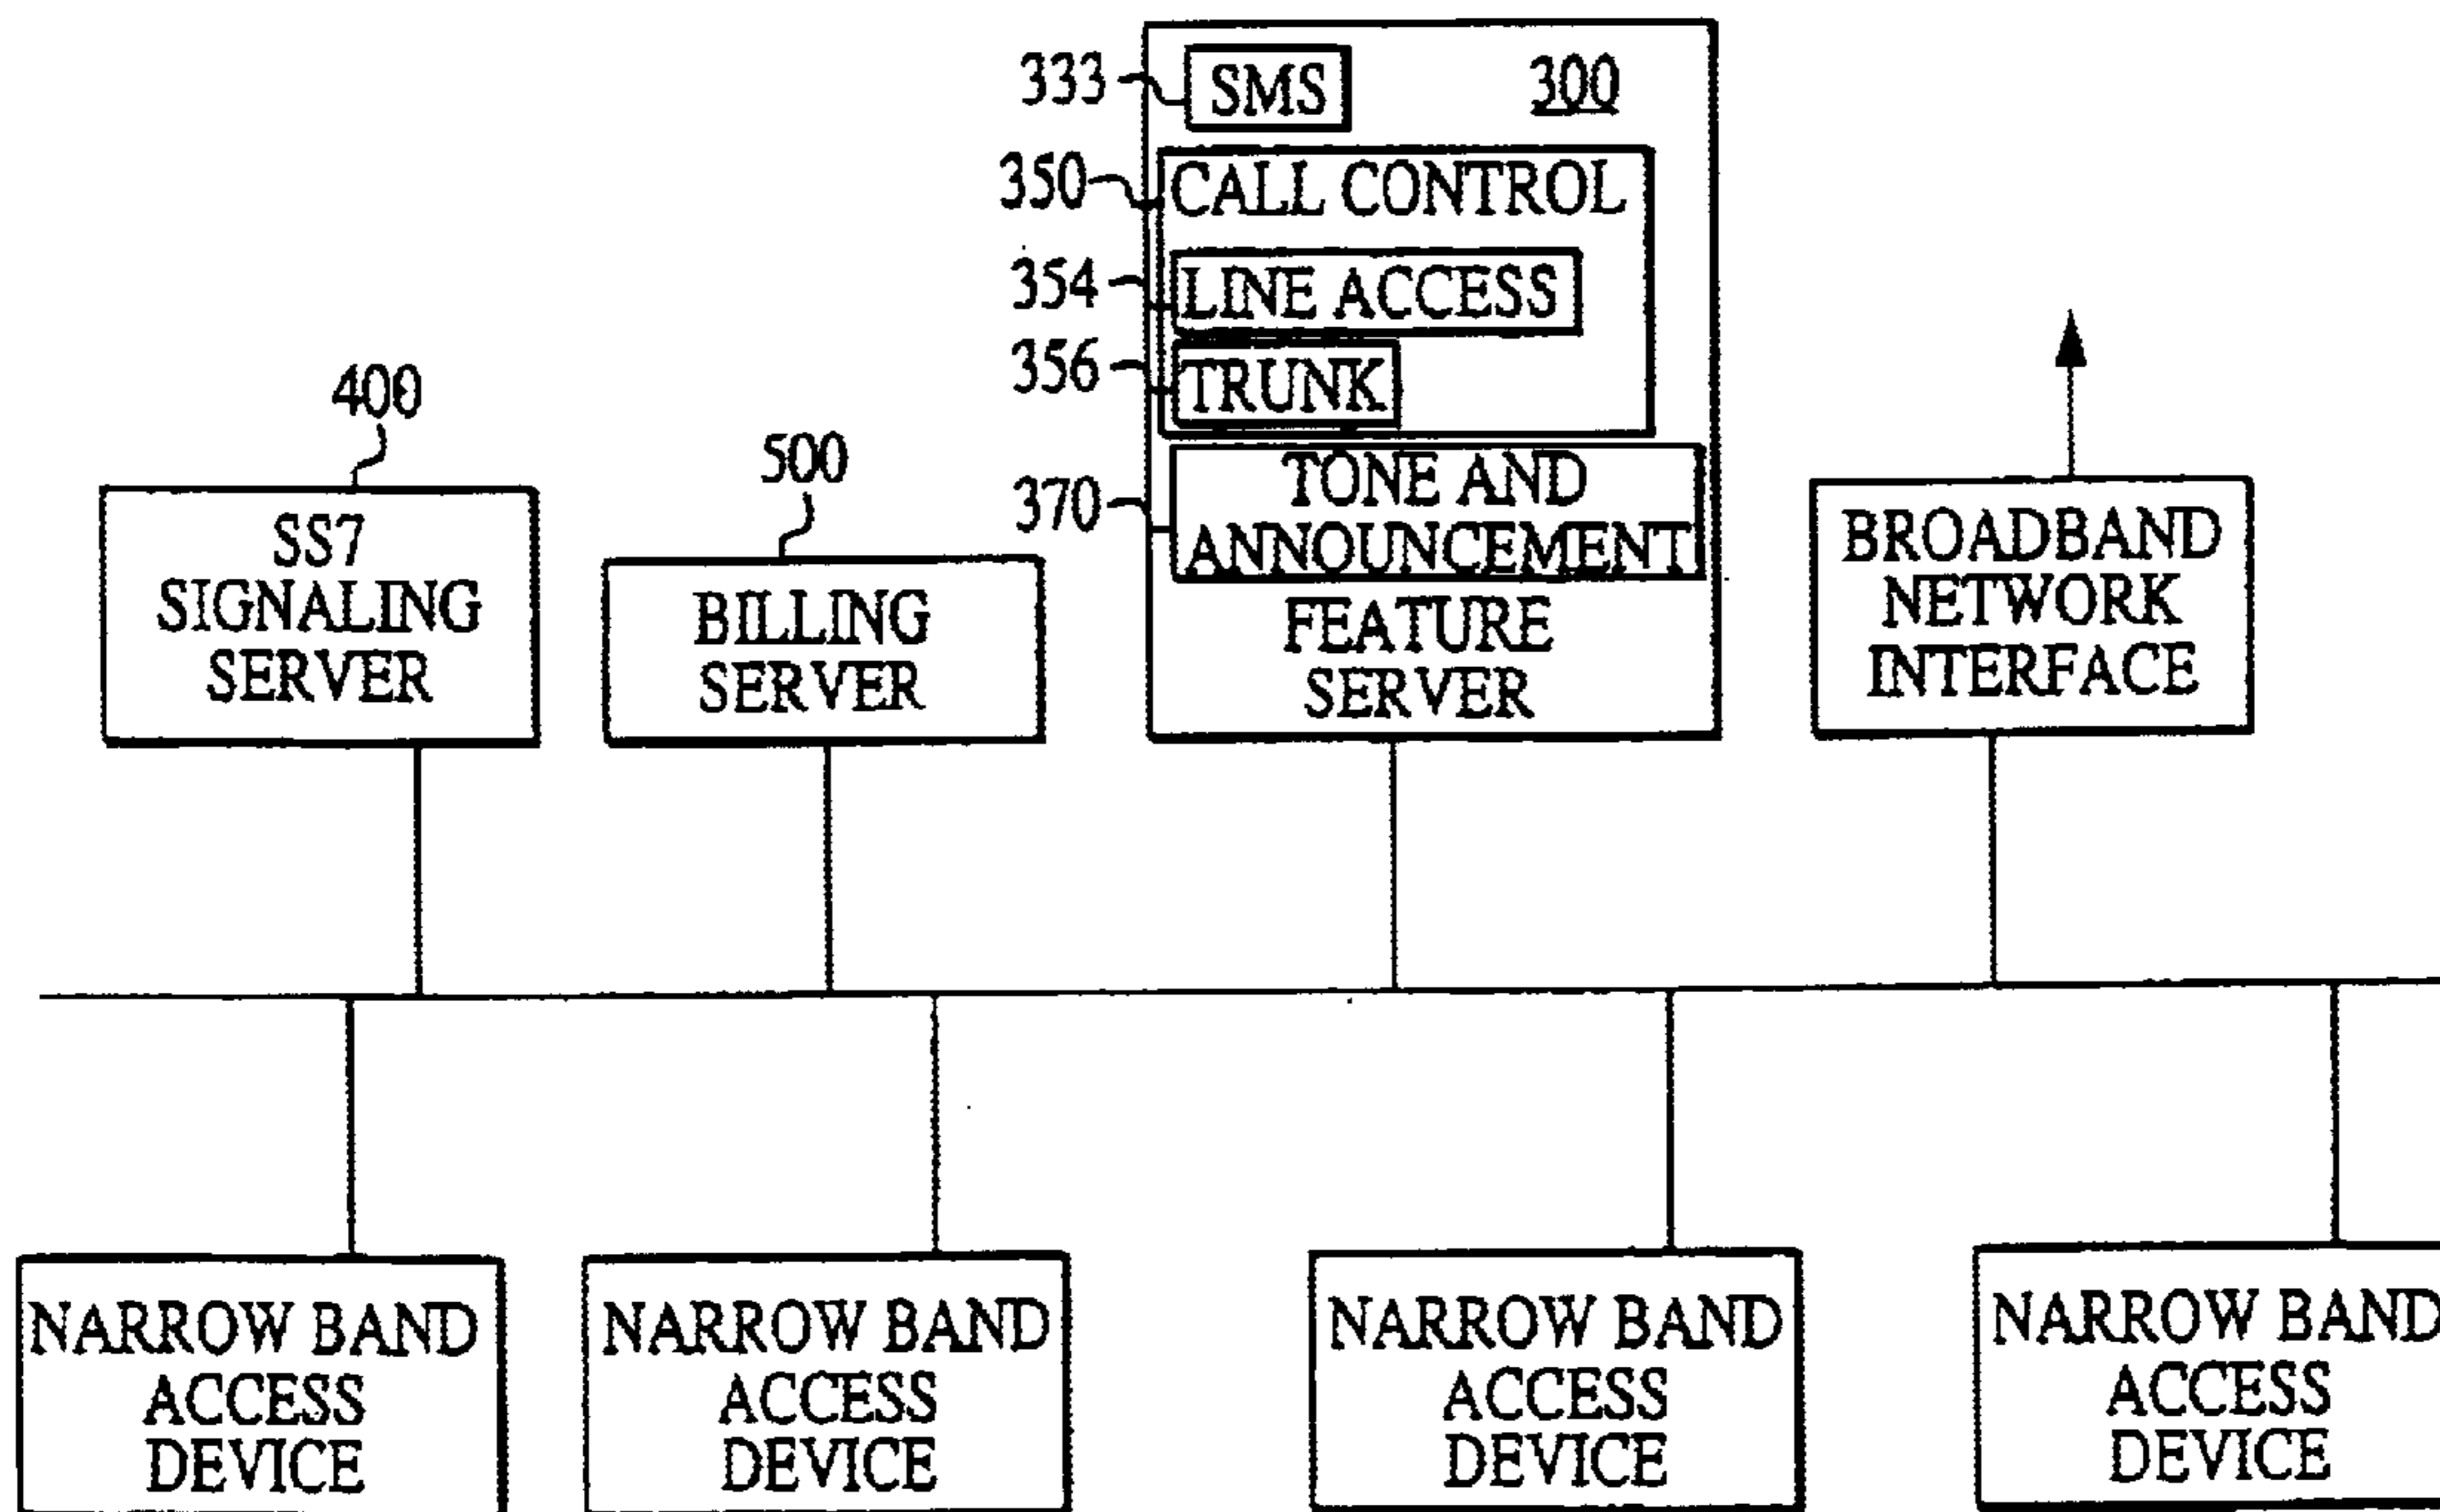 333
SMS
300
350
CALL CONTROL
354
LINE ACCESS
356
TRUNK
370
TONE AND
ANNOUNCEMENT
FEATURE
SERVER
400
SS7
SIGNALING
SERVER
500
BILLING
SERVER
BROADBAND
NETWORK
INTERFACE
NARROW BAND
ACCESS
DEVICE
NARROW BAND
ACCESS
DEVICE
NARROW BAND
ACCESS
DEVICE
NARROW BAND
ACCESS
DEVICE